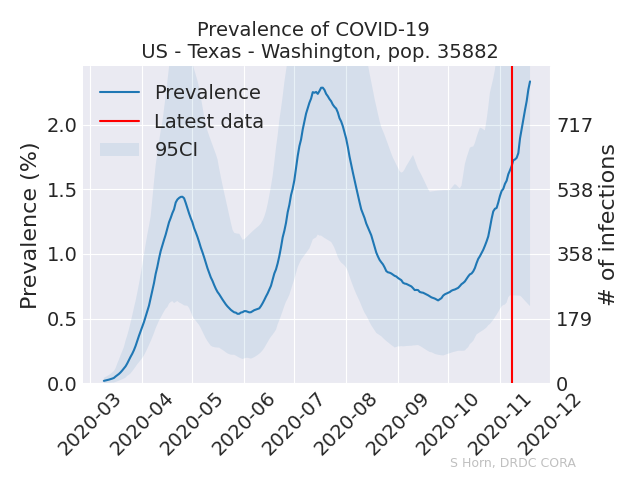 Prevalence of COVID-19
US - Texas - Washington, pop. 35882
Prevalence
Latest data
95CI
Prevalence (%)
2.0
1.5
1.0
0.5
0.0
717
538
358
179
0
# of infections
2020-03
2020-04
2020-05
2020-06
2020-07
2020-08
2020-09
2020-10
2020-11
2020-12
S Horn, DRDC CORA